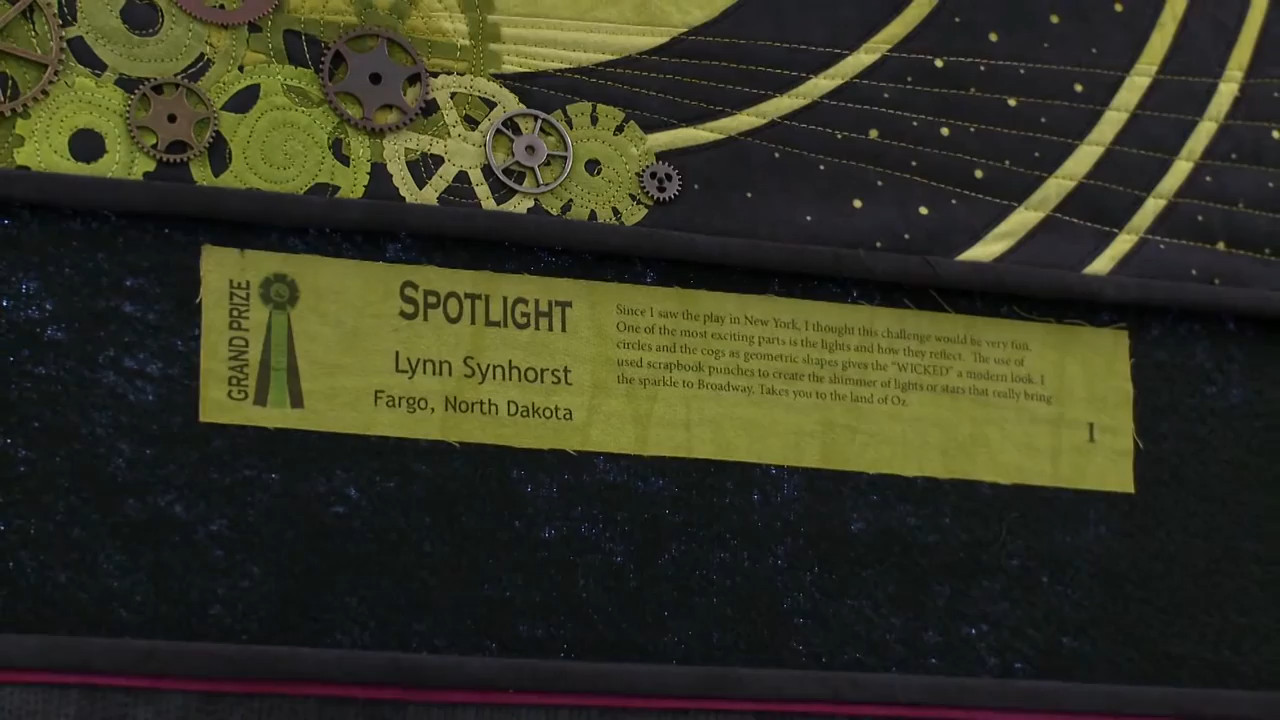 GRAND PRIZE
SPOTLIGHT
Lynn Synhorst
Fargo, North Dakota
Since I saw the play in New York, I thought this challenge would be very fun.
One of the most exciting parts is the lights and how they reflect. The use of
circles and the cogs as geometric shapes gives the "WICKED" a modern look. I
used scrapbook punches to create the shimmer of lights or stars that really bring
the sparkle to Broadway. Takes you to the land of Oz.
1